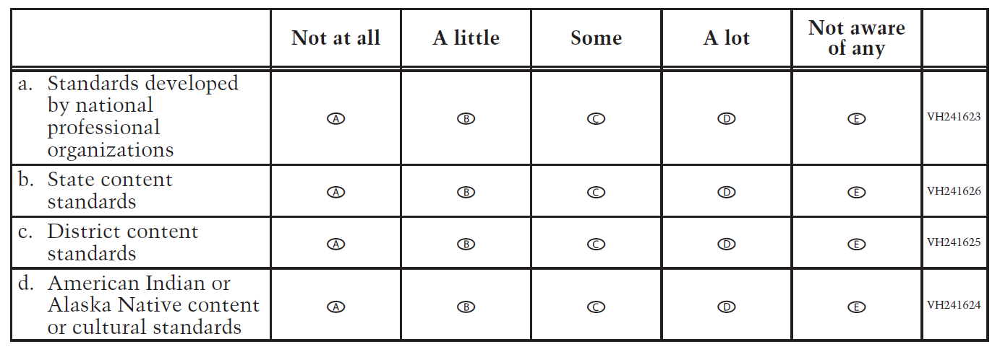 Not at all A little Some A lot Not aware
of any
a. Standards developed
by national
professional
organizations
A B C D E VH241623
b. State content
standards
A B C D E VH241626
c. District content
standards
A B C D E VH241625
d. American Indian or
Alaska Native content
or cultural standards
A B C D E VH241624